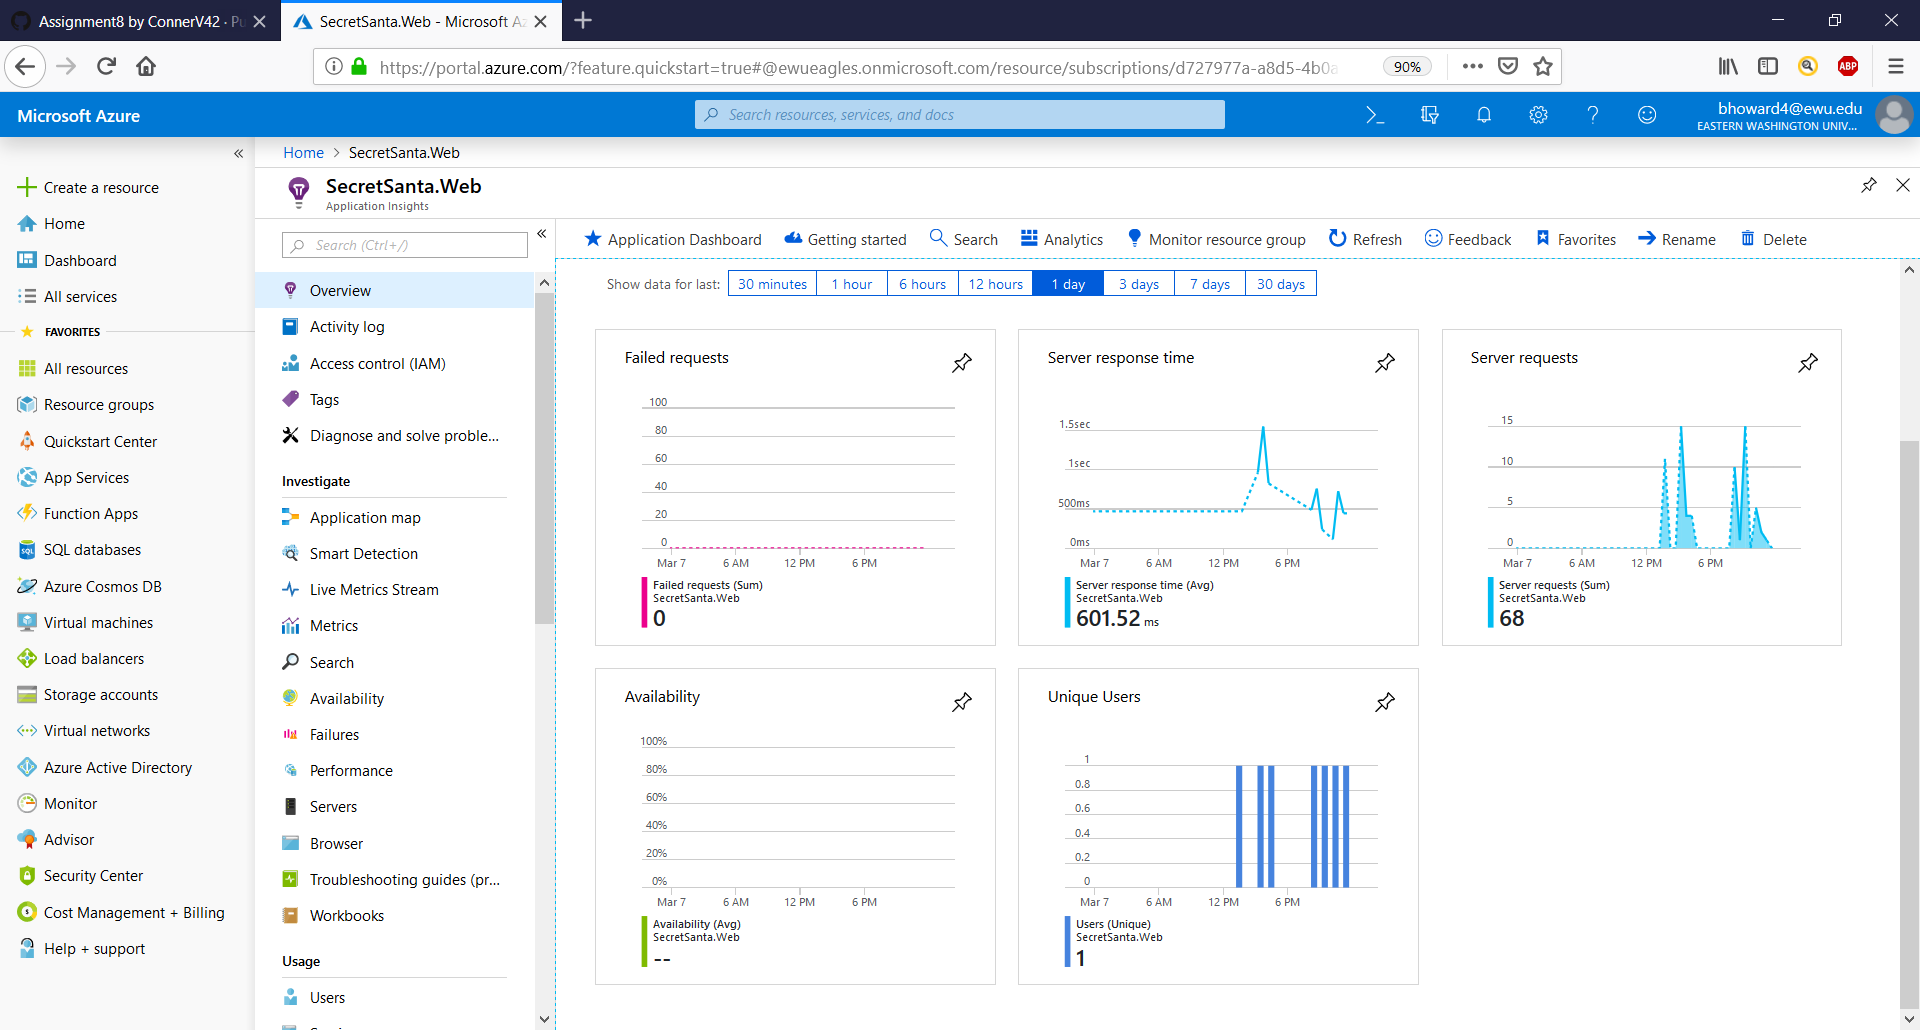 Assignment8 by ConnerV42 · Pu
SecretSanta.Web - Microsoft Az
https://portal.azure.com/?feature.quickstart=true#@ewueagles.onmicrosoft.com/resource/subscriptions/d727977a-a8d5-4b0a
90%
ABP
Microsoft Azure
Search resources, services, and docs
bhoward4@ewu.edu
EASTERN WASHINGTON UNIV...
Create a resource
Home
Dashboard
All services
FAVORITES
All resources
Resource groups
Quickstart Center
App Services
Function Apps
SQL databases
Azure Cosmos DB
Virtual machines
Load balancers
Storage accounts
Virtual networks
Azure Active Directory
Monitor
Advisor
Security Center
Cost Management + Billing
Help + support
Home > SecretSanta.Web
SecretSanta.Web
Application Insights
Search (Ctrl+/)
Overview
Activity log
Access control (IAM)
Tags
Diagnose and solve proble...
Investigate
Application map
Smart Detection
Live Metrics Stream
Metrics
Search
Availability
Failures
Performance
Servers
Browser
Troubleshooting guides (pr...
Workbooks
Usage
Users
Application Dashboard
Getting started
Search
Analytics
Monitor resource group
Refresh
Feedback
Favorites
Rename
Delete
Show data for last: 30 minutes 1 hour 6 hours 12 hours 1 day 3 days 7 days 30 days
Failed requests
100
80
60
40
20
0
Mar 7 6 AM 12 PM 6 PM
Failed requests (Sum)
SecretSanta.Web
0
Server response time
1.5sec
1sec
500ms
0ms
Mar 7 6 AM 12 PM 6 PM
Server response time (Avg)
SecretSanta.Web
601.52 ms
Server requests
15
10
5
0
Mar 7 6 AM 12 PM 6 PM
Server requests (Sum)
SecretSanta.Web
68
Availability
100%
80%
60%
40%
20%
0%
Mar 7 6 AM 12 PM 6 PM
Availability (Avg)
SecretSanta.Web
--
Unique Users
1
0.8
0.6
0.4
0.2
0
Mar 7 6 AM 12 PM 6 PM
Users (Unique)
SecretSanta.Web
1